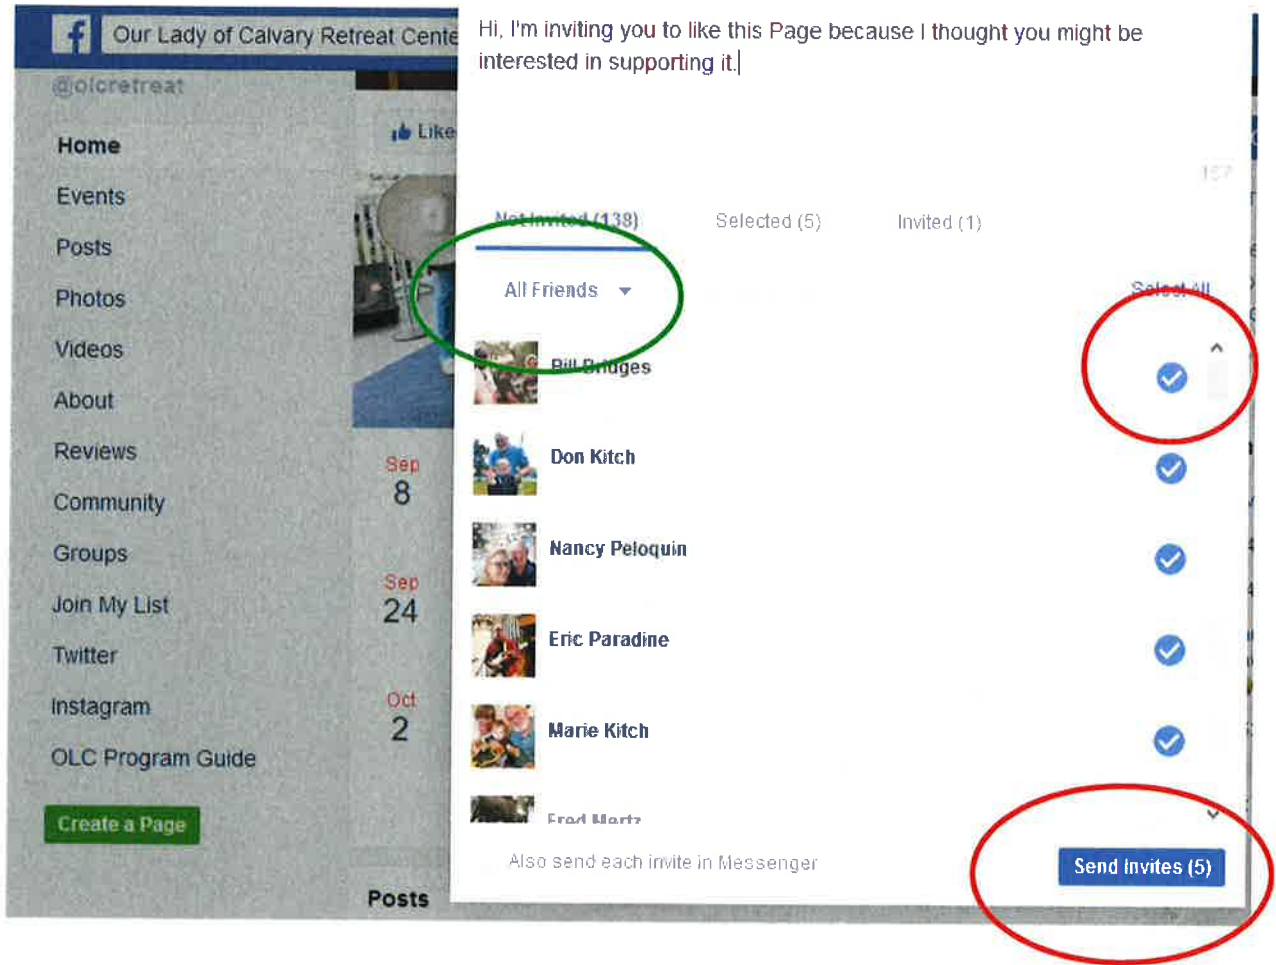 f Our Lady of Calvary Retreat Cente
@olcretreat
Home
Events
Posts
Photos
Videos
About
Reviews
Community
Groups
Join My List
Twitter
Instagram
OLC Program Guide
Create a Page
Like
Sep
8
Sep
24
Oct
2
Posts
Hi, I'm inviting you to like this Page because I thought you might be
interested in supporting it.
157
Not Invited (138) Selected (5) Invited (1)
All Friends Select All
Bill Bridges
Don Kitch
Nancy Peloquin
Eric Paradine
Marie Kitch
Fred Martz
Also send each invite in Messenger
Send Invites (5)